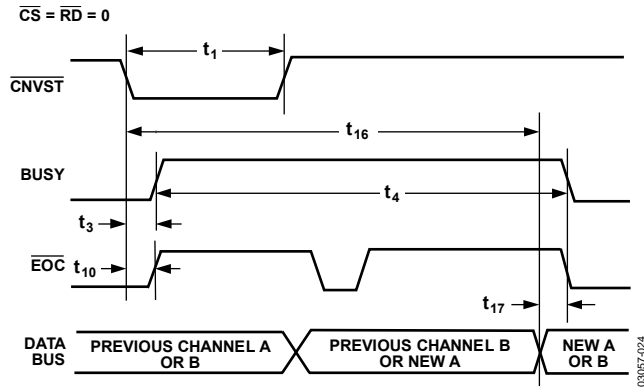 CS = RD = 0
t1
CNVST
t16
BUSY
t4
t3
EOC
t10
t17
DATA BUS
PREVIOUS CHANNEL A OR B
PREVIOUS CHANNEL B OR NEW A
NEW A OR B
03057-024